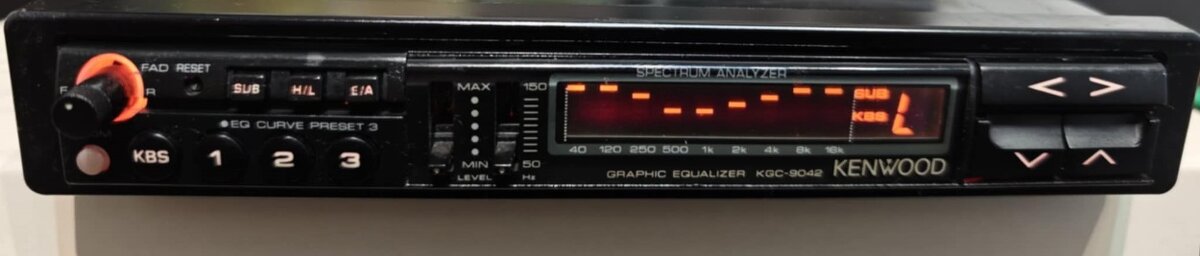 SPECTRUM ANALYZER
FAD RESET
SUB H/L E/A
MAX
150
SUB
KBS
L
R
EQ CURVE PRESET 3
KBS 1 2 3
MIN
50
LEVEL
Hz
40 120 250 500 1k 2k 4k 8k 16k
GRAPHIC EQUALIZER KGC-9042 KENWOOD